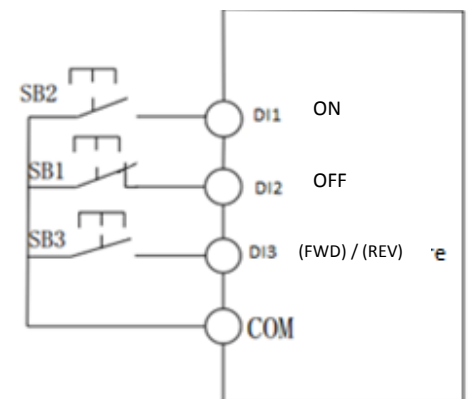 SB2
DI1 ON
SB1
DI2 OFF
SB3
DI3 (FWD) / (REV) e
COM